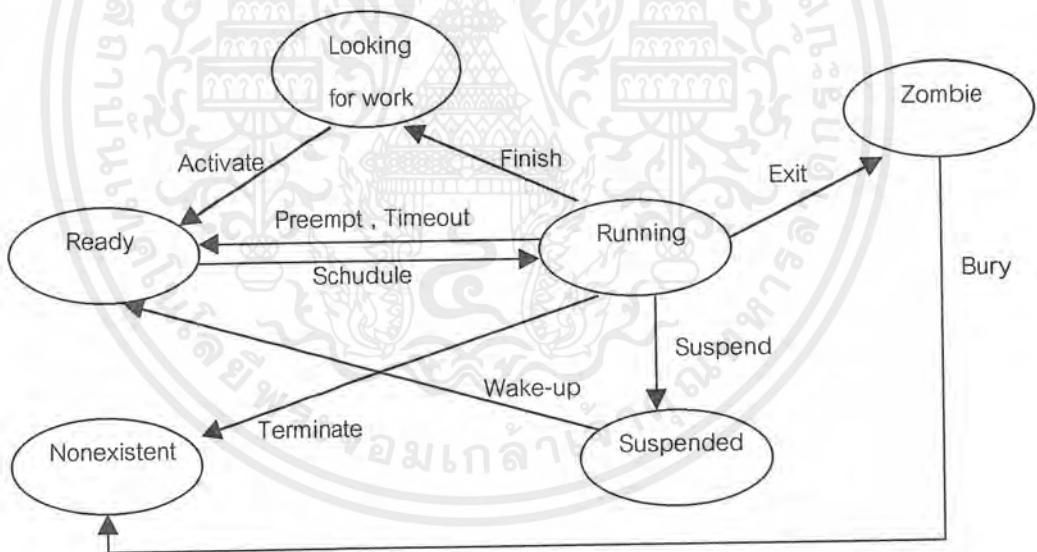 Looking
for work
Zombie
Activate
Finish
Exit
Ready
Preempt , Timeout
Running
Schudule
Bury
Suspend
Wake-up
Terminate
Nonexistent
Suspended